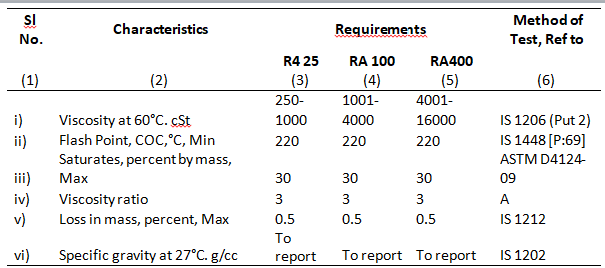 Sl No. Characteristics Requirements Method of Test, Ref to
R4 25 RA 100 RA400
(1) (2) (3) (4) (5) (6)
i) Viscosity at 60°C. cSt 250-1000 1001-4000 4001-16000 IS 1206 (Put 2)
ii) Flash Point, COC,°C, Min 220 220 220 IS 1448 [P:69]
iii) Saturates, percent by mass, Max 30 30 30 ASTM D4124-09
iv) Viscosity ratio 3 3 3 A
v) Loss in mass, percent, Max 0.5 0.5 0.5 IS 1212
vi) Specific gravity at 27°C. g/cc To report To report To report IS 1202